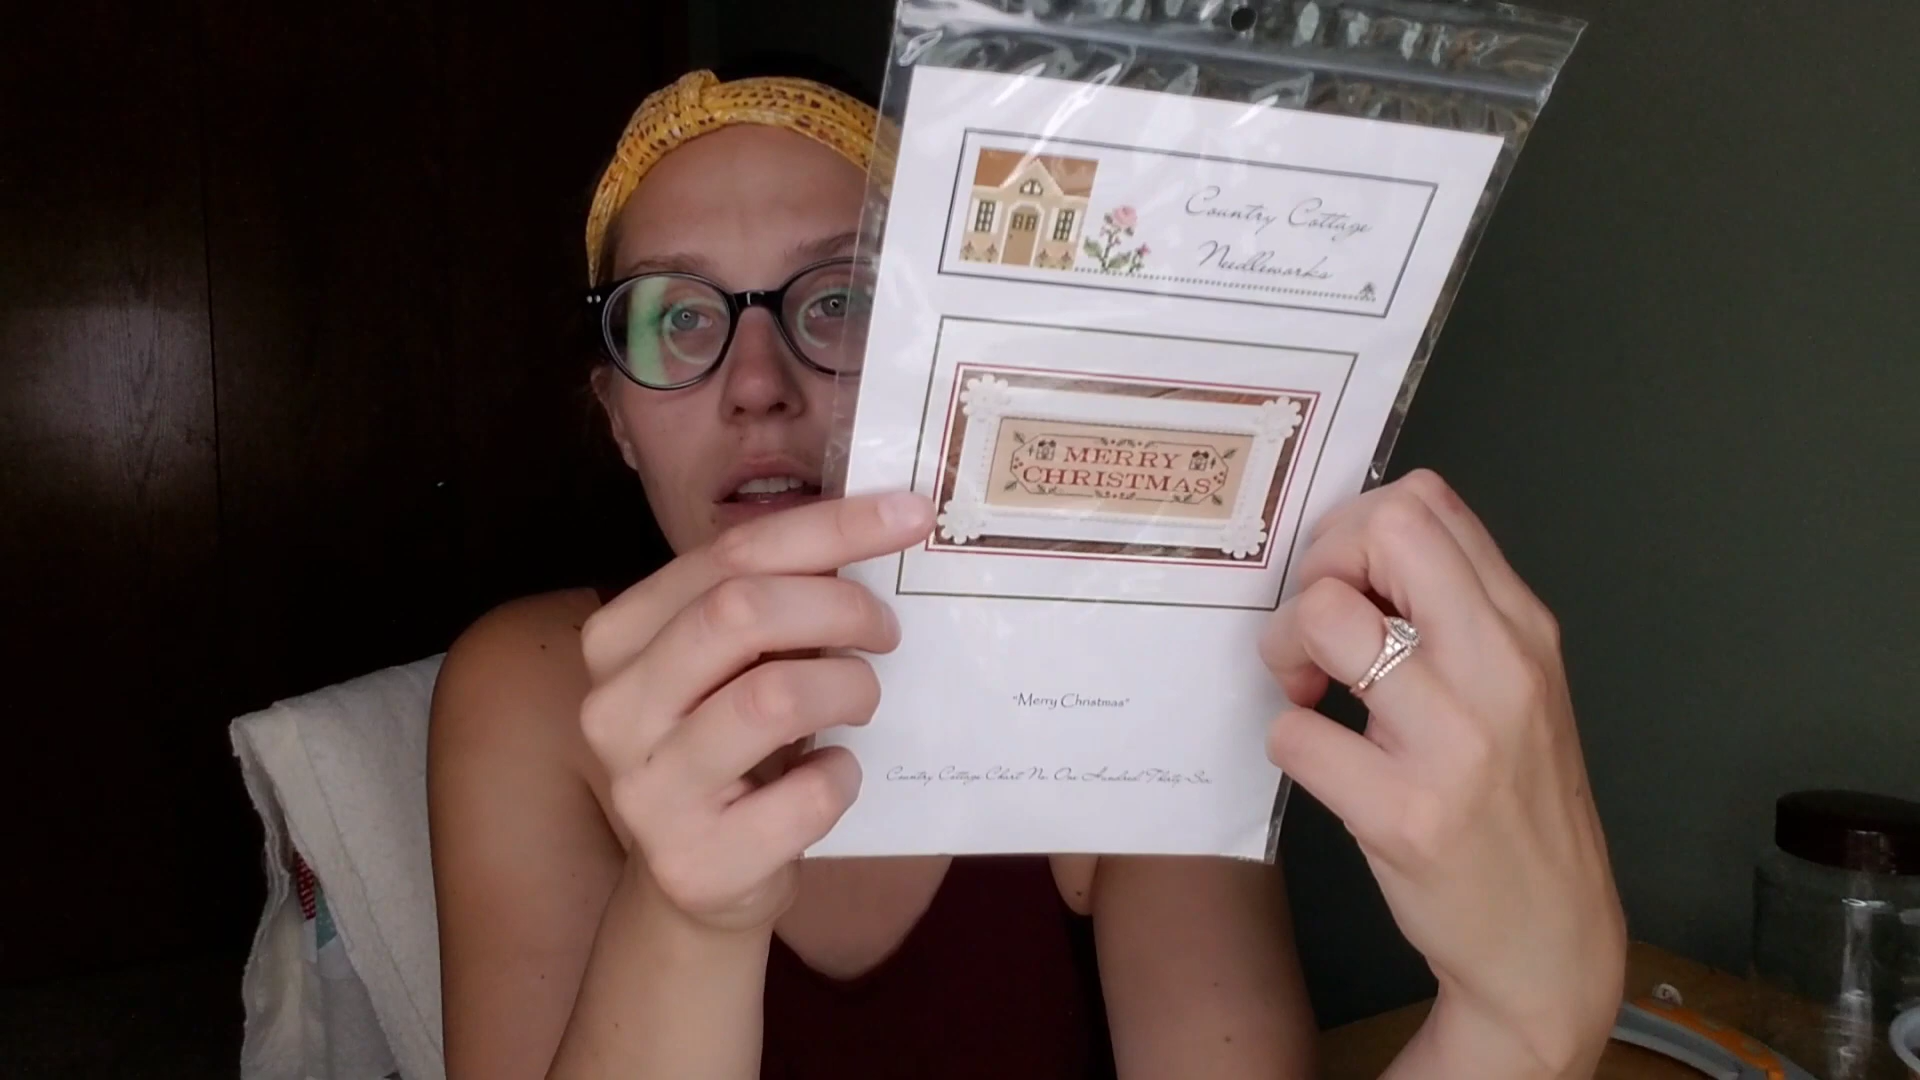 Country Cottage
Needleworks
MERRY
CHRISTMAS
"Merry Christmas"
Country Cottage Chart No. One Hundred Thirty-Six